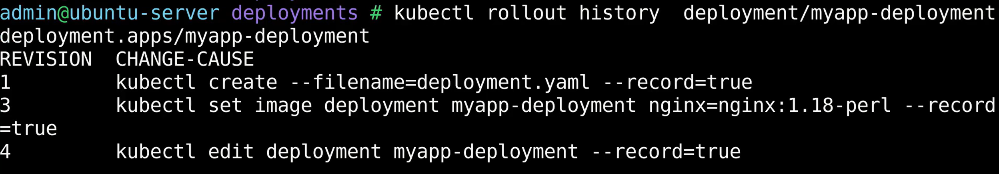 admin@ubuntu-server deployments # kubectl rollout history  deployment/myapp-deployment
deployment.apps/myapp-deployment
REVISION  CHANGE-CAUSE
1         kubectl create --filename=deployment.yaml --record=true
3         kubectl set image deployment myapp-deployment nginx=nginx:1.18-perl --record
=true
4         kubectl edit deployment myapp-deployment --record=true